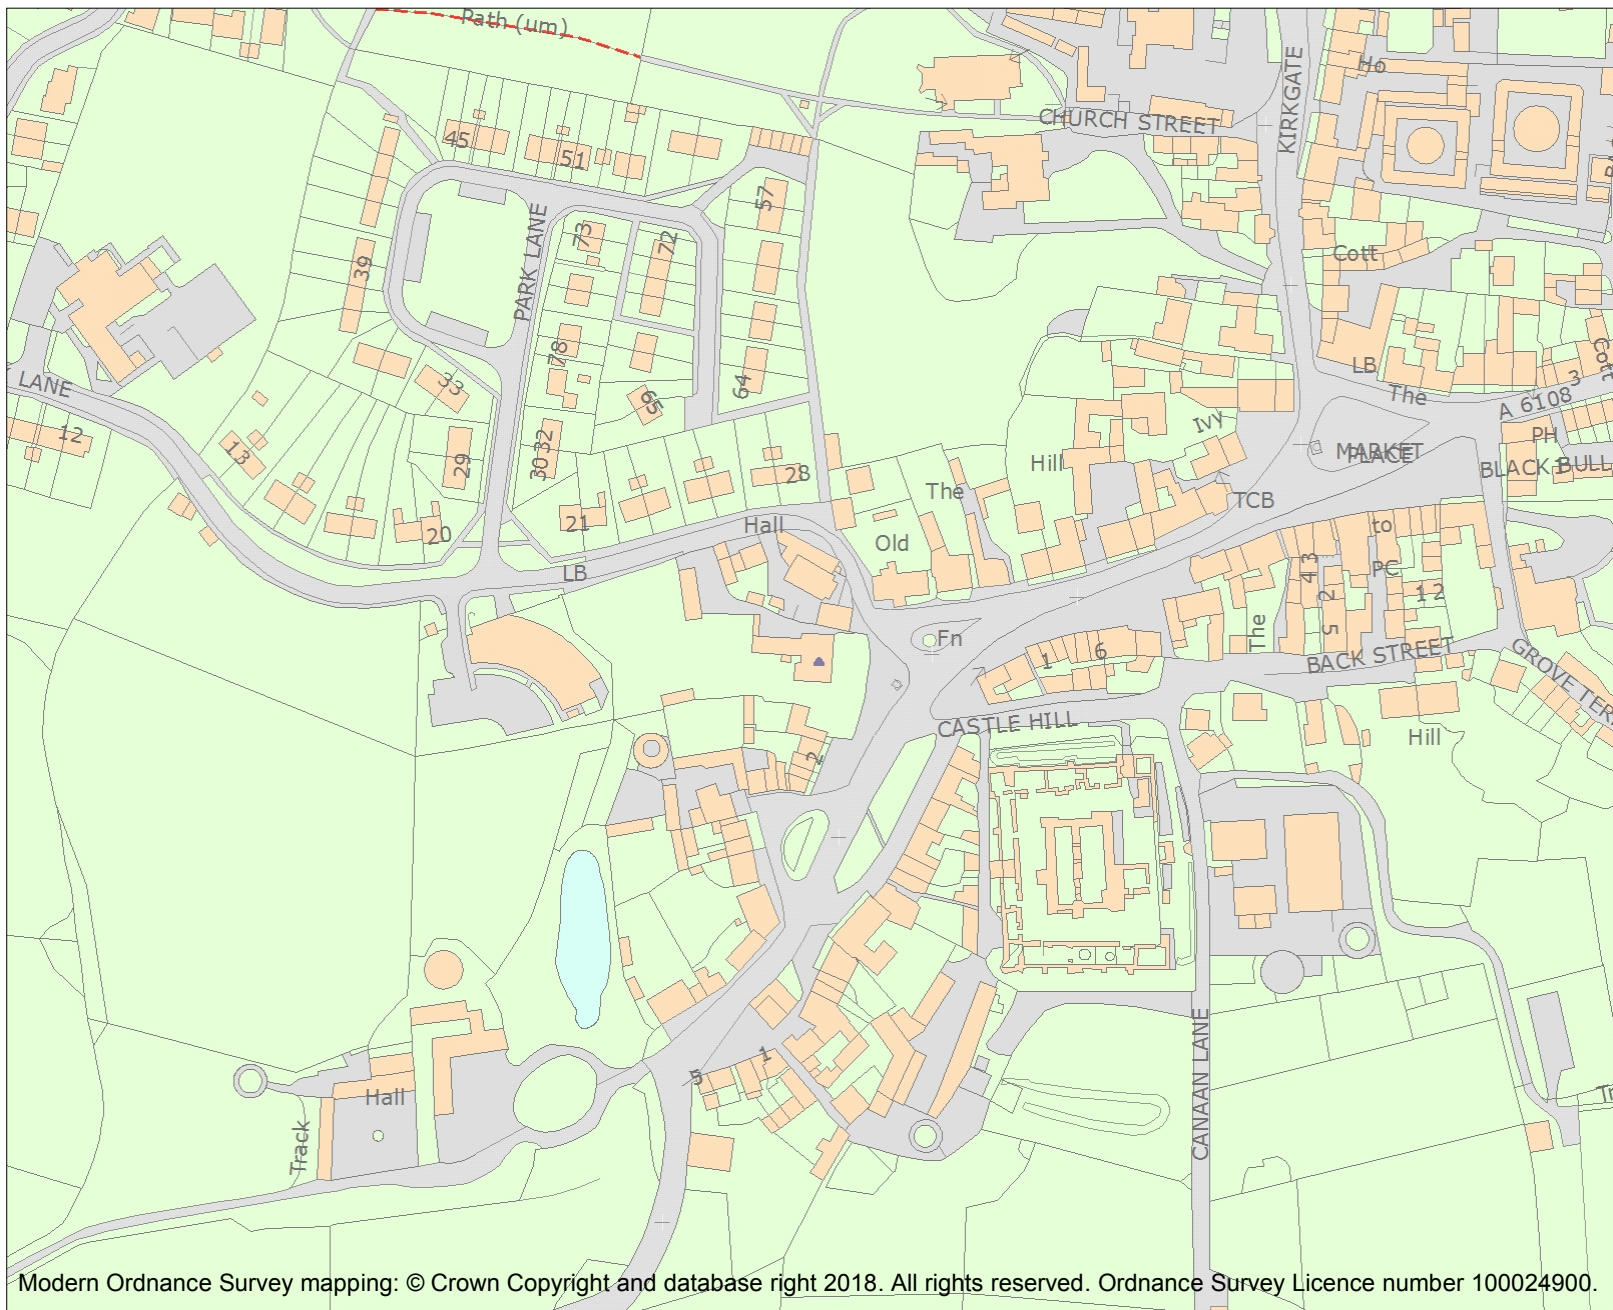 Path (um)
Ho
KIRKGATE
CHURCH STREET
45
51
57
73
72
PARK LANE
39
Cott
78
33
65
64
LB
Cott
3
The
A 6108
LANE
12
13
29
30 32
28
Ivy
MARKET
PLACE
PH
BLACK BULL
Hill
The
TCB
20
21
Hall
Old
to
LB
4 3
PC
2
1 2
5
The
Fn
1
6
BACK STREET
GROVE TER
CASTLE HILL
Hill
2
CANAAN LANE
1
5
Hall
Track
Modern Ordnance Survey mapping: © Crown Copyright and database right 2018. All rights reserved. Ordnance Survey Licence number 100024900.